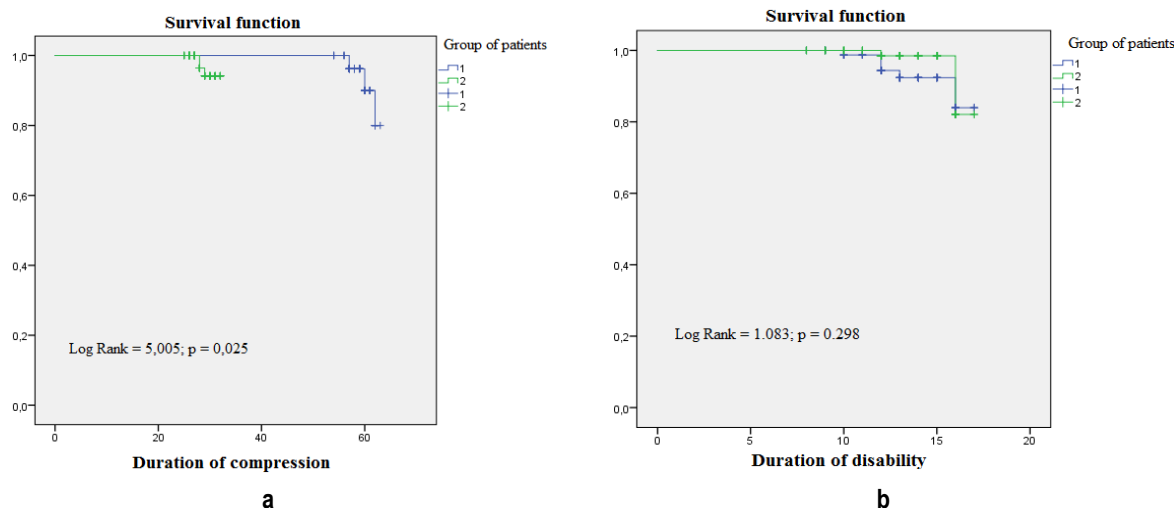 Survival function
Group of patients
1
2
1
2
1,0
0,8
0,6
0,4
0,2
0,0
Log Rank = 5,005; p = 0,025
0 20 40 60
Duration of compression
a
Survival function
Group of patients
1
2
1
2
1,0
0,8
0,6
0,4
0,2
0,0
Log Rank = 1.083; p = 0.298
0 5 10 15 20
Duration of disability
b